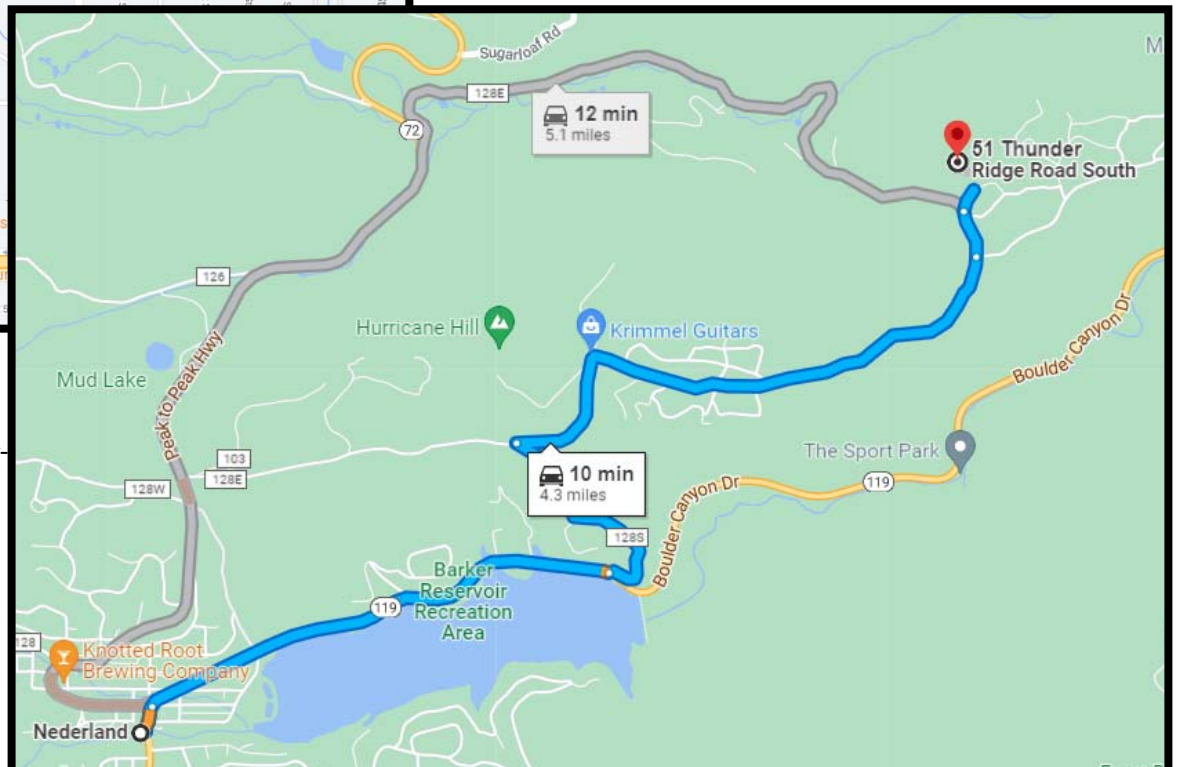 Sugarloaf Rd
128E
12 min
5.1 miles
72
51 Thunder
Ridge Road South
126
Hurricane Hill
Krimmel Guitars
Mud Lake
Peak to Peak Hwy
Boulder Canyon Dr
103
128E
128W
10 min
4.3 miles
The Sport Park
119
Boulder Canyon Dr
128S
Barker
Reservoir
Recreation
Area
119
128
Knotted Root
Brewing Company
Nederland